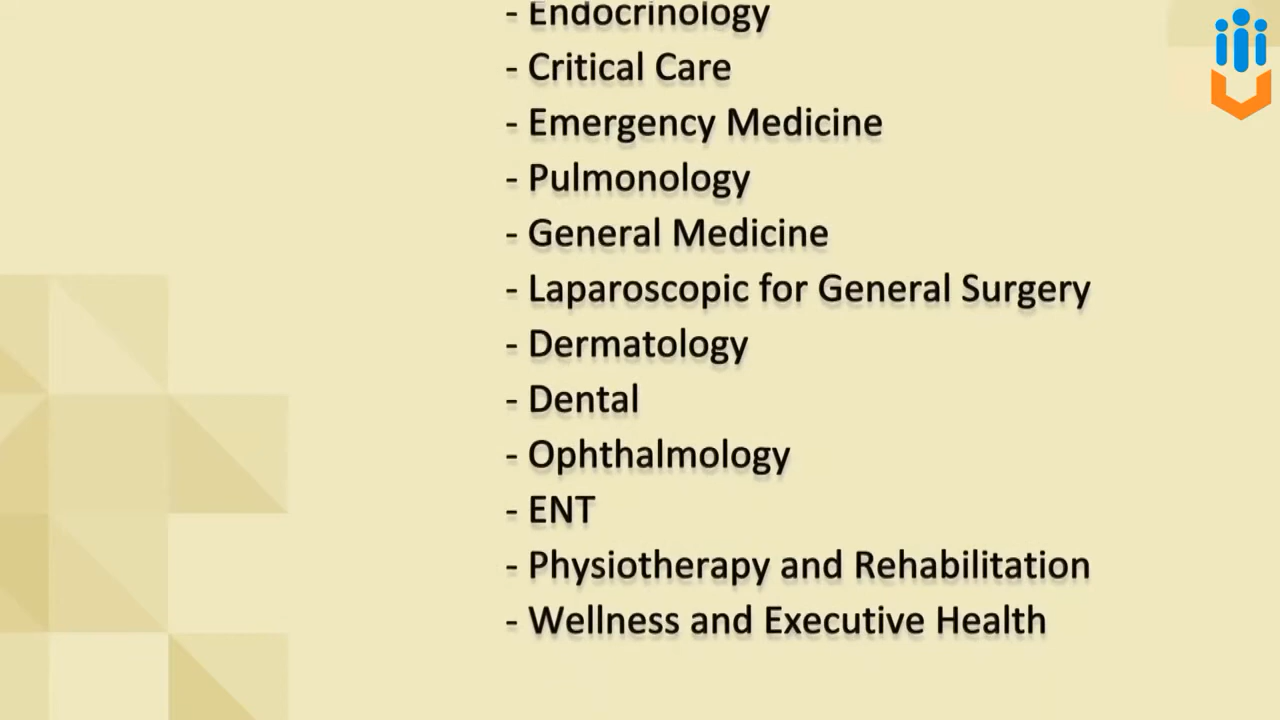 - Endocrinology
- Critical Care
- Emergency Medicine
- Pulmonology
- General Medicine
- Laparoscopic for General Surgery
- Dermatology
- Dental
- Ophthalmology
- ENT
- Physiotherapy and Rehabilitation
- Wellness and Executive Health